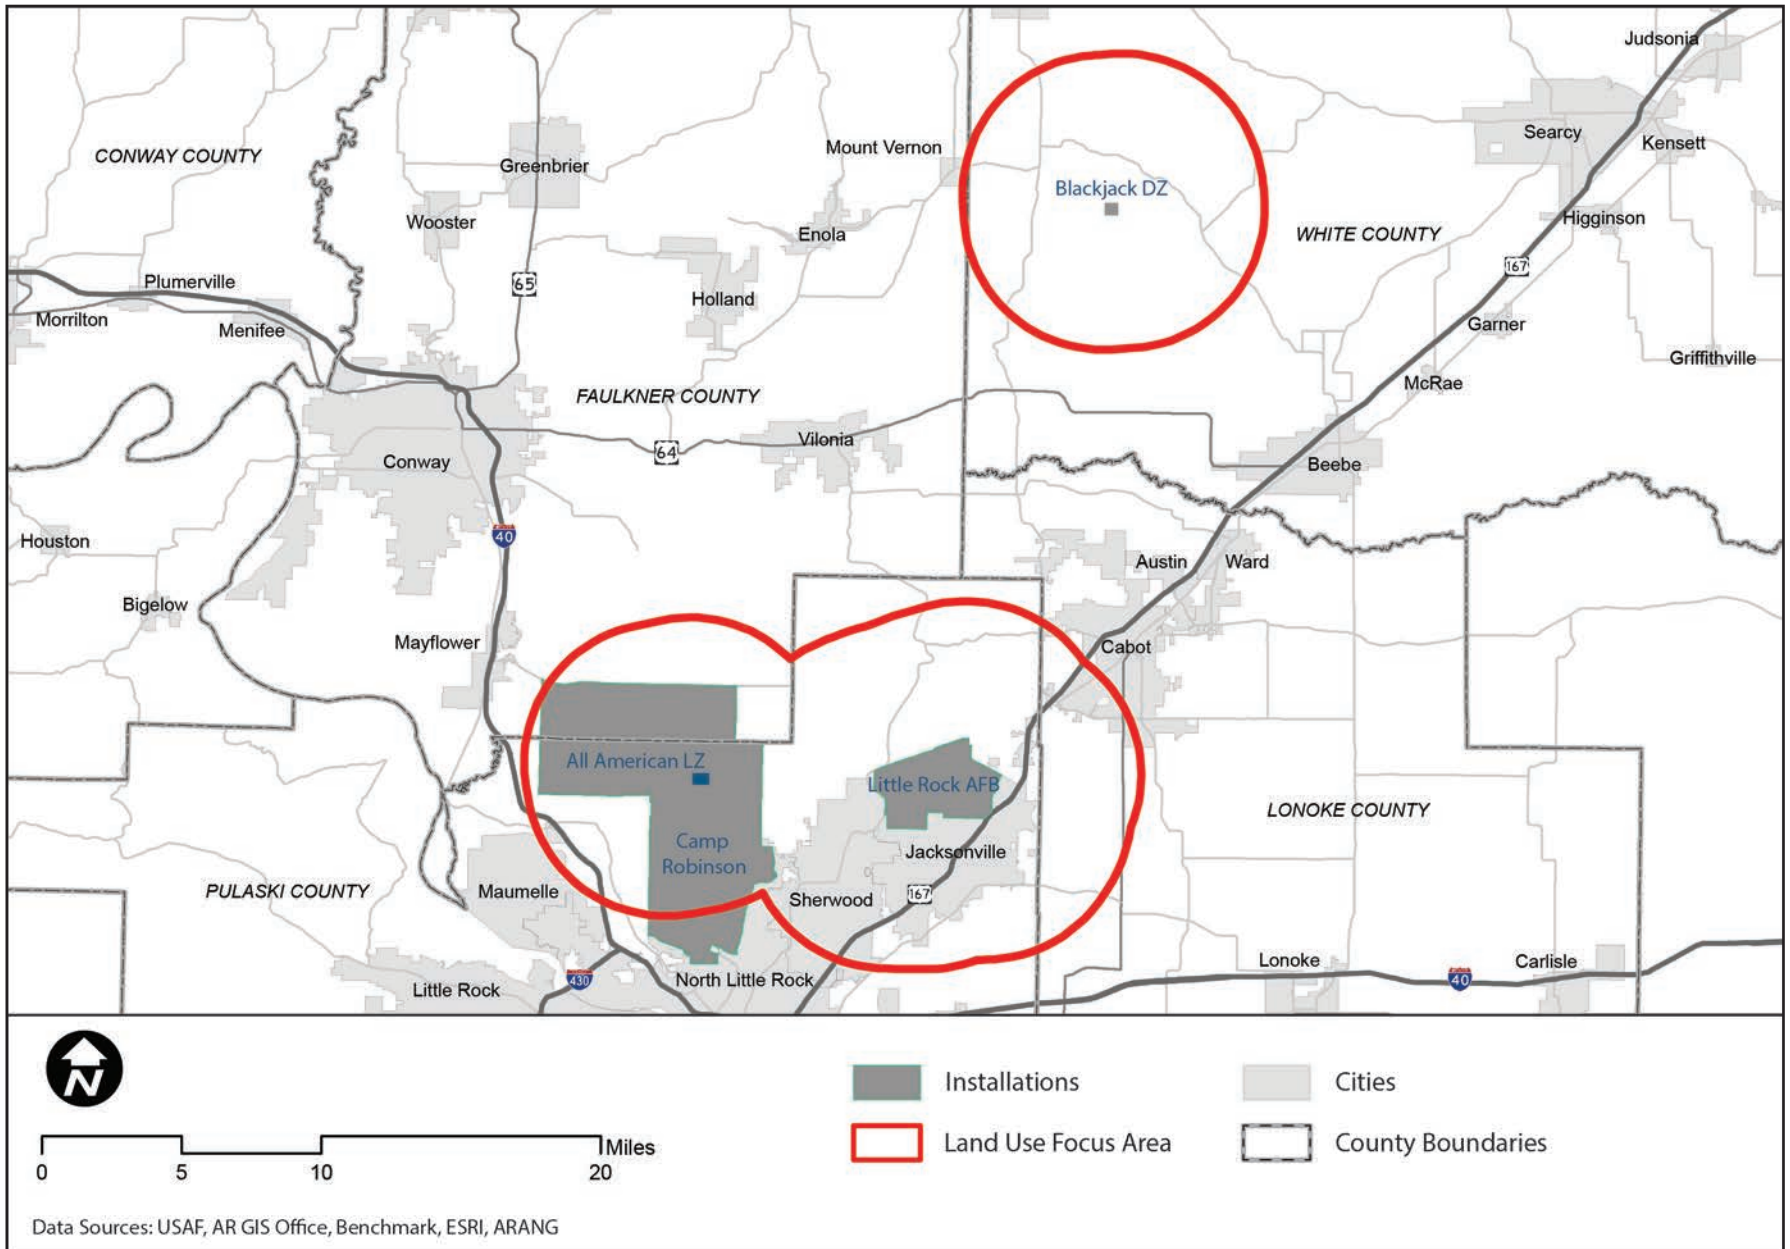 Judsonia
Searcy
Kensett
CONWAY COUNTY
Mount Vernon
Greenbrier
Blackjack DZ
Wooster
Enola
WHITE COUNTY
Higginson
167
Plumerville
65
Holland
Morrilton
Menifee
Garner
Griffithville
McRae
FAULKNER COUNTY
64
Vilonia
Conway
Beebe
40
Houston
Austin
Ward
Bigelow
Mayflower
Cabot
All American LZ
Little Rock AFB
LONOKE COUNTY
Camp
Robinson
Jacksonville
PULASKI COUNTY
Maumelle
Sherwood
167
Lonoke
Carlisle
430
North Little Rock
40
Little Rock
N
Installations
Cities
Land Use Focus Area
County Boundaries
Miles
0 5 10 20
Data Sources: USAF, AR GIS Office, Benchmark, ESRI, ARANG